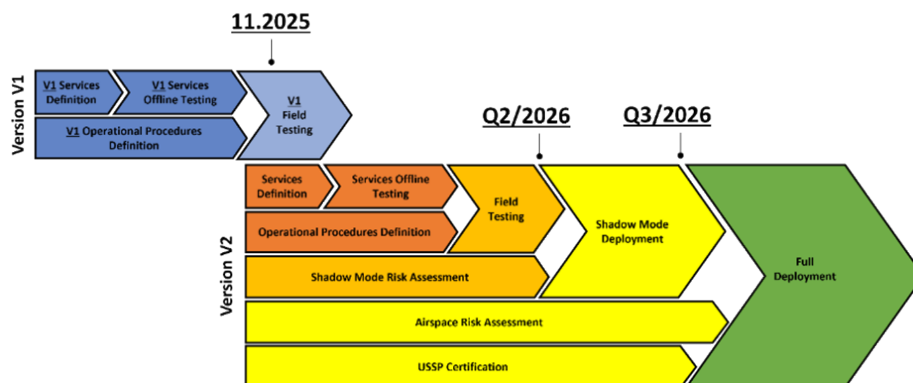 11.2025
Version V1
V1 Services
Definition
V1 Services
Offline Testing
V1
Field
Testing
V1 Operational Procedures
Definition
Q2/2026
Q3/2026
Version V2
Services
Definition
Services Offline
Testing
Field
Testing
Operational Procedures Definition
Shadow Mode
Deployment
Shadow Mode Risk Assessment
Full
Deployment
Airspace Risk Assessment
USSP Certification